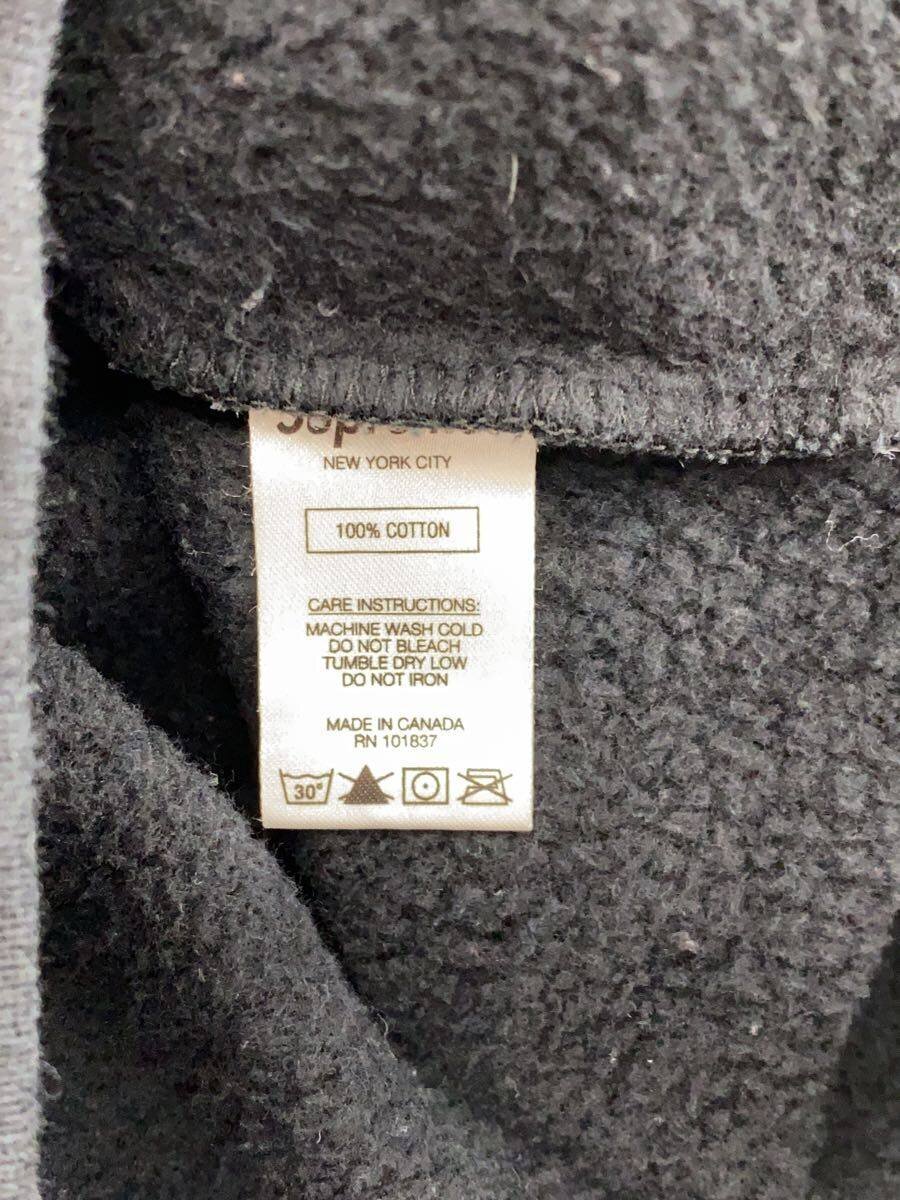 Supreme
NEW YORK CITY
100% COTTON
CARE INSTRUCTIONS:
MACHINE WASH COLD
DO NOT BLEACH
TUMBLE DRY LOW
DO NOT IRON
MADE IN CANADA
RN 101837
30°